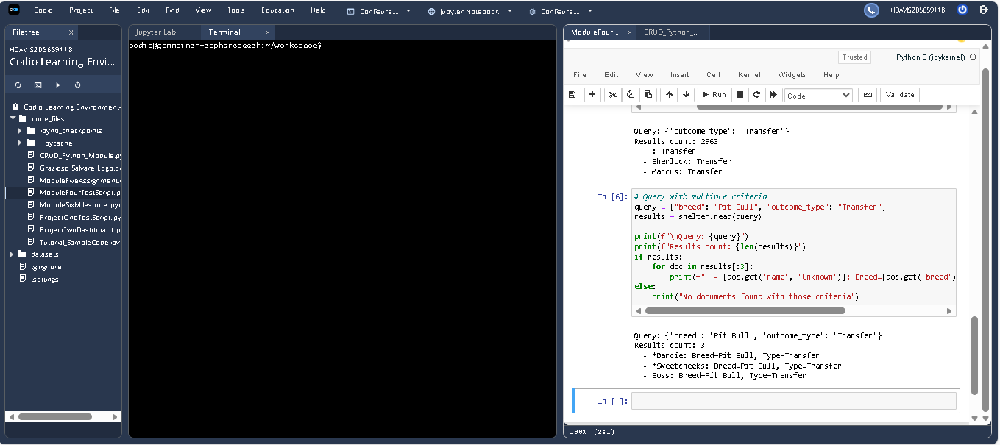 Codio Project File Edit Find View Tools Education Help Configure.... Jupyter Notebook Configure.... HDAVIS205659118
Filetree x
HDAVIS205659118
Codio Learning Envi...
Codio Learning Environment-
code_files
.ipynb_checkpoints
__pycache__
CRUD_Python_Module.py
Grazioso Salvare Logo.pr
ModuleFiveAssignment.i
ModuleFourTestScript.ipy
ModuleSixMilestone.ipyr
ProjectOneTestScript.ipy
ProjectTwoDashboard.ipy
Tutorial_SampleCode.ipyr
datasets
.gitignore
.settings
Jupyter Lab Terminal x
codio@gammainch-gopherspeech:~/workspace$
ModuleFour... x CRUD_Python_...
Trusted Python 3 (ipykernel)
File Edit View Insert Cell Kernel Widgets Help
Run Code Validate
Query: {'outcome_type': 'Transfer'}
Results count: 2963
- : Transfer
- Sherlock: Transfer
- Marcus: Transfer
In [6]: # Query with multiple criteria
query = {"breed": "Pit Bull", "outcome_type": "Transfer"}
results = shelter.read(query)
print(f"\nQuery: {query}")
print(f"Results count: {len(results)}")
if results:
for doc in results[:3]:
print(f" - {doc.get('name', 'Unknown')}: Breed={doc.get('breed')
else:
print("No documents found with those criteria")
Query: {'breed': 'Pit Bull', 'outcome_type': 'Transfer'}
Results count: 3
- *Darcie: Breed=Pit Bull, Type=Transfer
- *Sweetcheeks: Breed=Pit Bull, Type=Transfer
- Boss: Breed=Pit Bull, Type=Transfer
In [ ]:
100% (2:1)